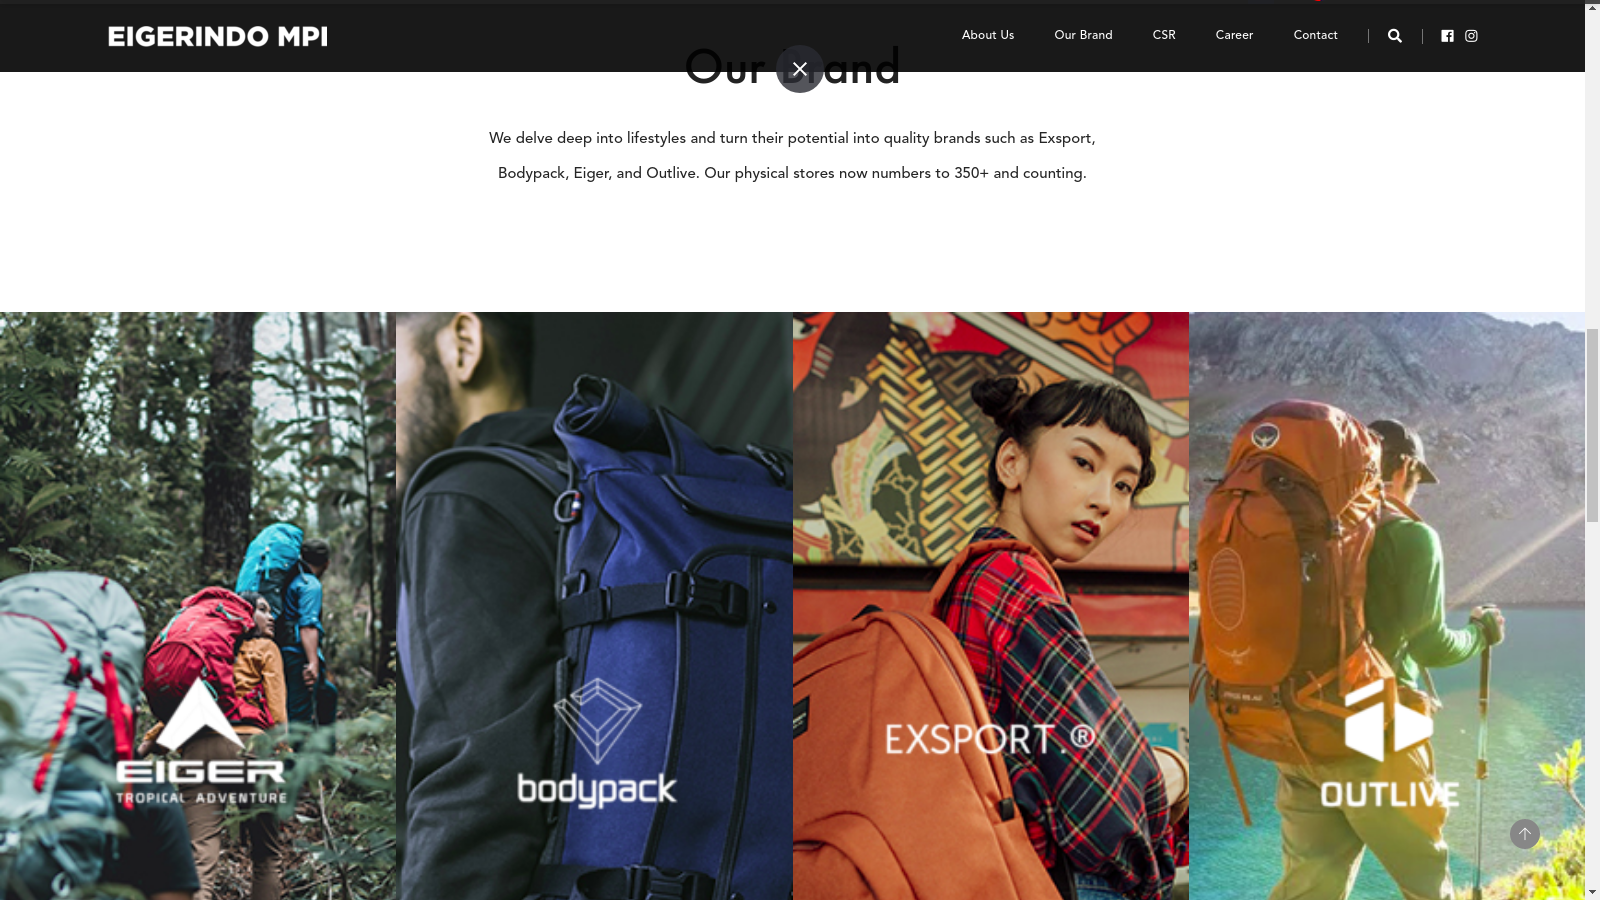 EIGERINDO MPI
About Us
Our Brand
CSR
Career
Contact
Our Brand
We delve deep into lifestyles and turn their potential into quality brands such as Exsport,
Bodypack, Eiger, and Outlive. Our physical stores now numbers to 350+ and counting.
EIGER
TROPICAL ADVENTURE
bodypack
EXSPORT.®
OUTLIVE